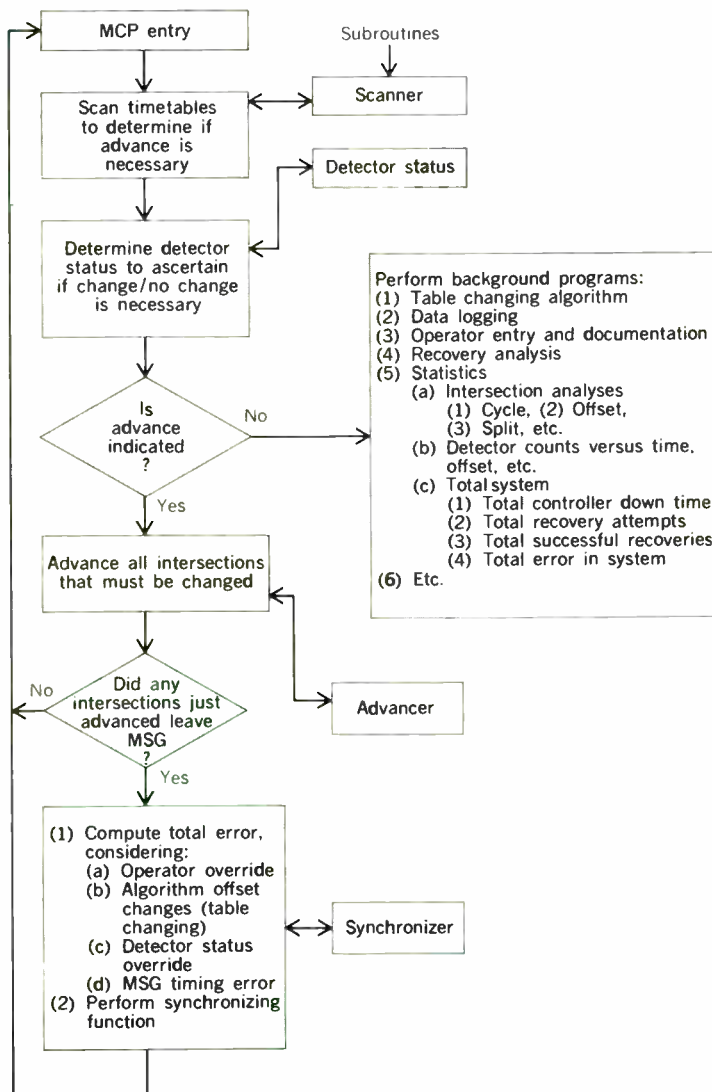 MCP entry
Subroutines
Scan timetables
to determine if
advance is
necessary
Scanner
Detector status
Determine detector
status to ascertain
if change/no change
is necessary
Perform background programs:
(1) Table changing algorithm
(2) Data logging
(3) Operator entry and documentation
(4) Recovery analysis
(5) Statistics
(a) Intersection analyses
(1) Cycle, (2) Offset,
(3) Split, etc.
(b) Detector counts versus time,
offset, etc.
(c) Total system
(1) Total controller down time
(2) Total recovery attempts
(3) Total successful recoveries
(4) Total error in system
(6) Etc.
Is
advance
indicated
?
No
Yes
Advance all intersections
that must be changed
No
Did any
intersections just
advanced leave
MSG
?
Advancer
Yes
(1) Compute total error,
considering:
(a) Operator override
(b) Algorithm offset
changes (table
changing)
(c) Detector status
override
(d) MSG timing error
(2) Perform synchronizing
function
Synchronizer